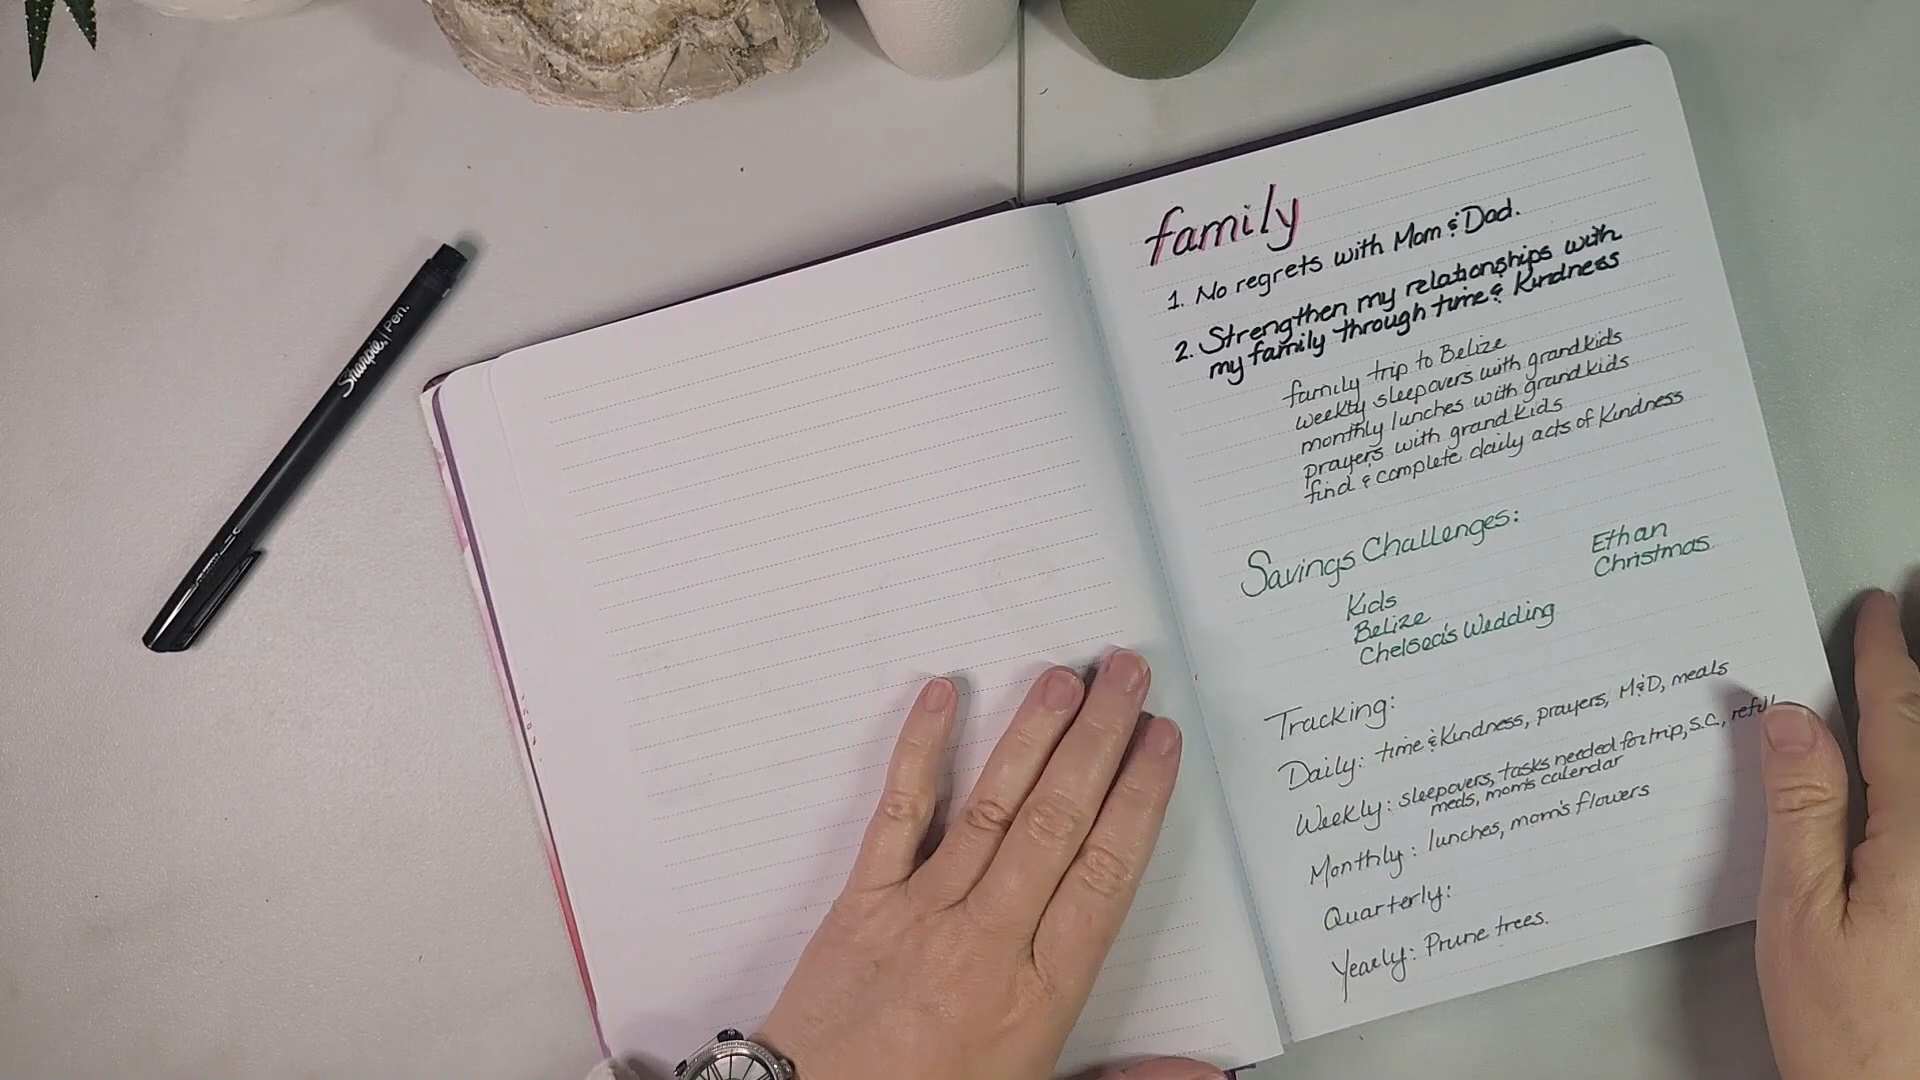 Sharpie. Pen.
family
1. No regrets with Mom & Dad.
2. Strengthen my relationships with
my family through time & Kindness
family trip to Belize
weekly sleepovers with grandkids
monthly lunches with grandkids
prayers with grandkids
find & complete daily acts of Kindness
Savings Challenges:
Ethan
Christmas
Kids
Belize
Chelsea's Wedding
Tracking:
Daily: time & Kindness, prayers, M&D, meals
Weekly: sleepovers, tasks needed for trip, S.C., refill
meds, mom's calendar
Monthly: lunches, mom's flowers
Quarterly:
Yearly: Prune trees.